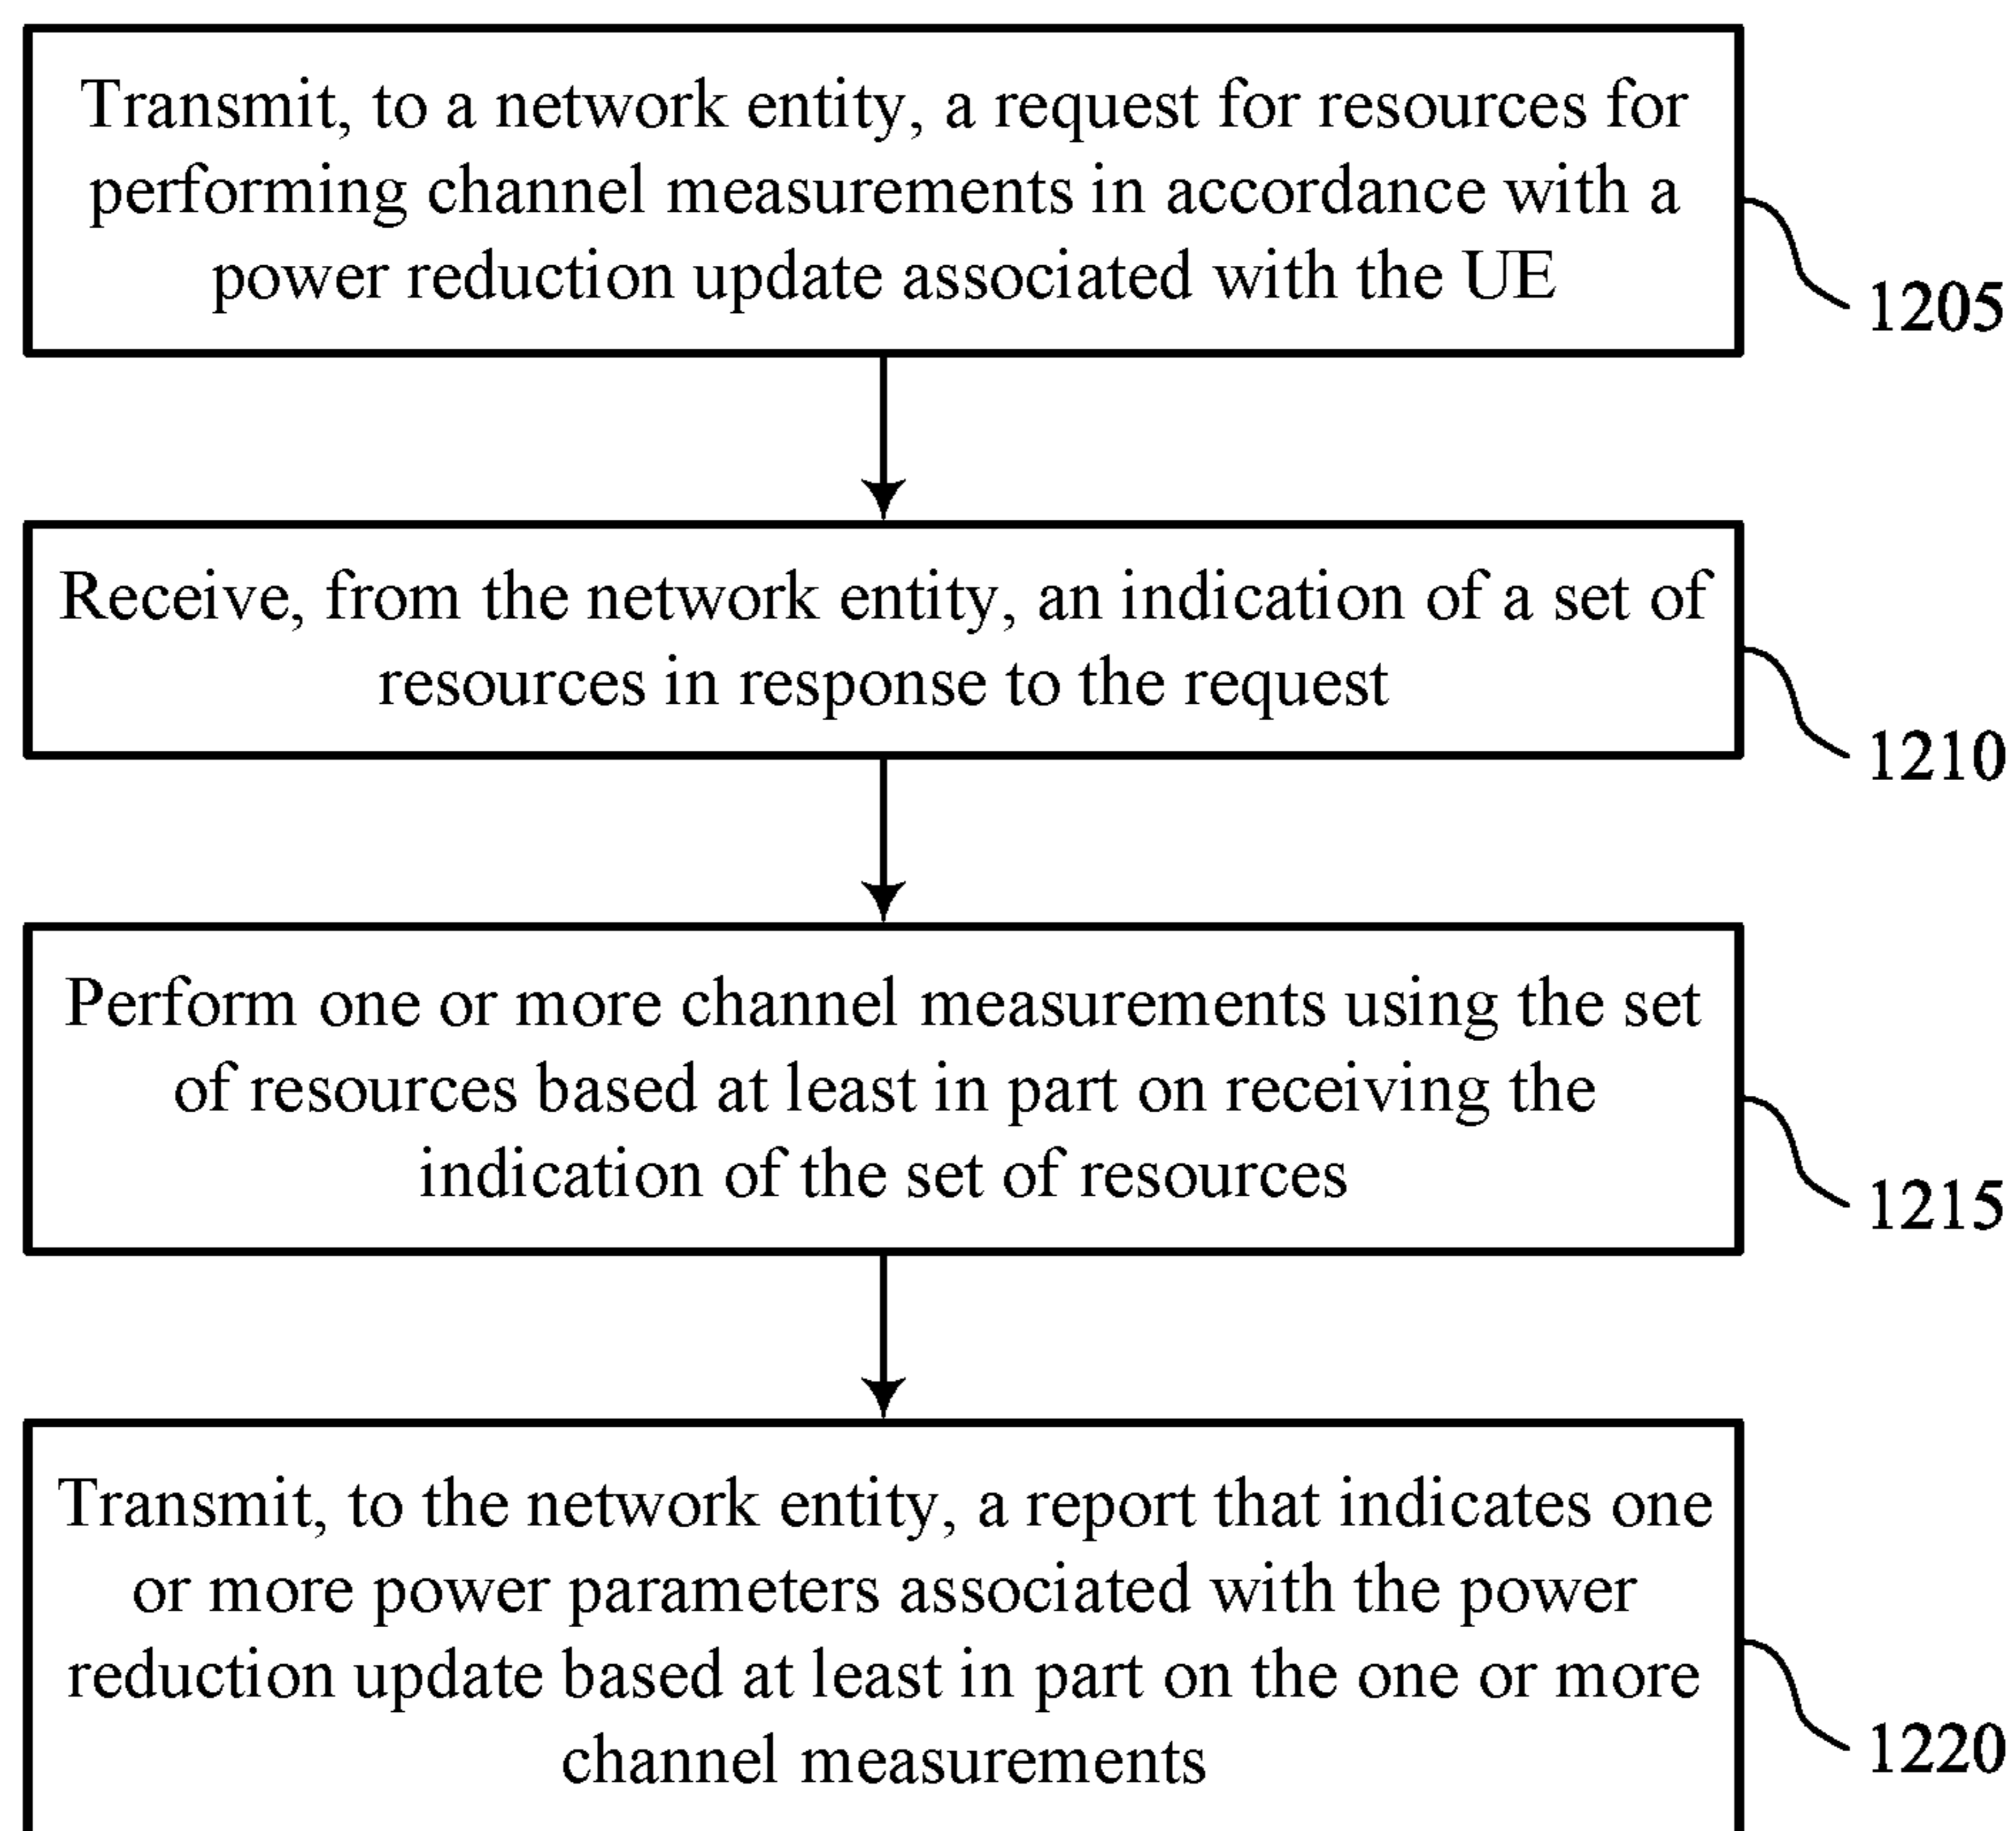 Transmit, to a network entity, a request for resources for
performing channel measurements in accordance with a
power reduction update associated with the UE
1205
Receive, from the network entity, an indication of a set of
resources in response to the request
1210
Perform one or more channel measurements using the set
of resources based at least in part on receiving the
indication of the set of resources
1215
Transmit, to the network entity, a report that indicates one
or more power parameters associated with the power
reduction update based at least in part on the one or more
channel measurements
1220